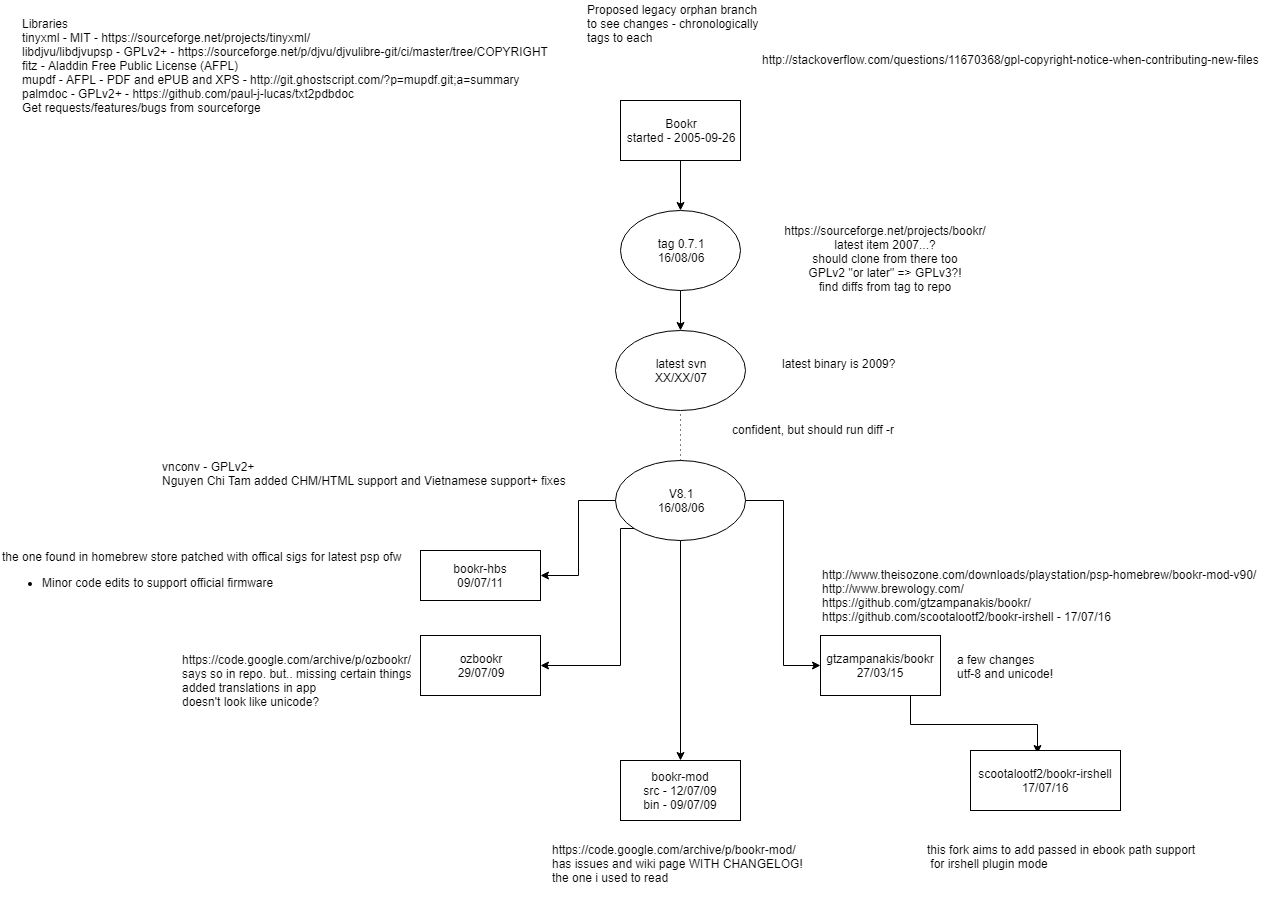 Libraries
tinyxml - MIT - https://sourceforge.net/projects/tinyxml/
libdjvu/libdjvupsp - GPLv2+ - https://sourceforge.net/p/djvu/djvulibre-git/ci/master/tree/COPYRIGHT
fitz - Aladdin Free Public License (AFPL)
mupdf - AFPL - PDF and ePUB and XPS - http://git.ghostscript.com/?p=mupdf.git;a=summary
palmdoc - GPLv2+ - https://github.com/paul-j-lucas/txt2pdbdoc
Get requests/features/bugs from sourceforge
Proposed legacy orphan branch
to see changes - chronologically
tags to each
http://stackoverflow.com/questions/11670368/gpl-copyright-notice-when-contributing-new-files
Bookr
started - 2005-09-26
tag 0.7.1
16/08/06
https://sourceforge.net/projects/bookr/
latest item 2007...?
should clone from there too
GPLv2 "or later" => GPLv3?!
find diffs from tag to repo
latest svn
XX/XX/07
latest binary is 2009?
confident, but should run diff -r
vnconv - GPLv2+
Nguyen Chi Tam added CHM/HTML support and Vietnamese support+ fixes
V8.1
16/08/06
the one found in homebrew store patched with offical sigs for latest psp ofw
• Minor code edits to support official firmware
bookr-hbs
09/07/11
http://www.theisozone.com/downloads/playstation/psp-homebrew/bookr-mod-v90/
http://www.brewology.com/
https://github.com/gtzampanakis/bookr/
https://github.com/scootalootf2/bookr-irshell - 17/07/16
https://code.google.com/archive/p/ozbookr/
says so in repo. but.. missing certain things
added translations in app
doesn't look like unicode?
ozbookr
29/07/09
gtzampanakis/bookr
27/03/15
a few changes
utf-8 and unicode!
bookr-mod
src - 12/07/09
bin - 09/07/09
scootalootf2/bookr-irshell
17/07/16
https://code.google.com/archive/p/bookr-mod/
has issues and wiki page WITH CHANGELOG!
the one i used to read
this fork aims to add passed in ebook path support
for irshell plugin mode